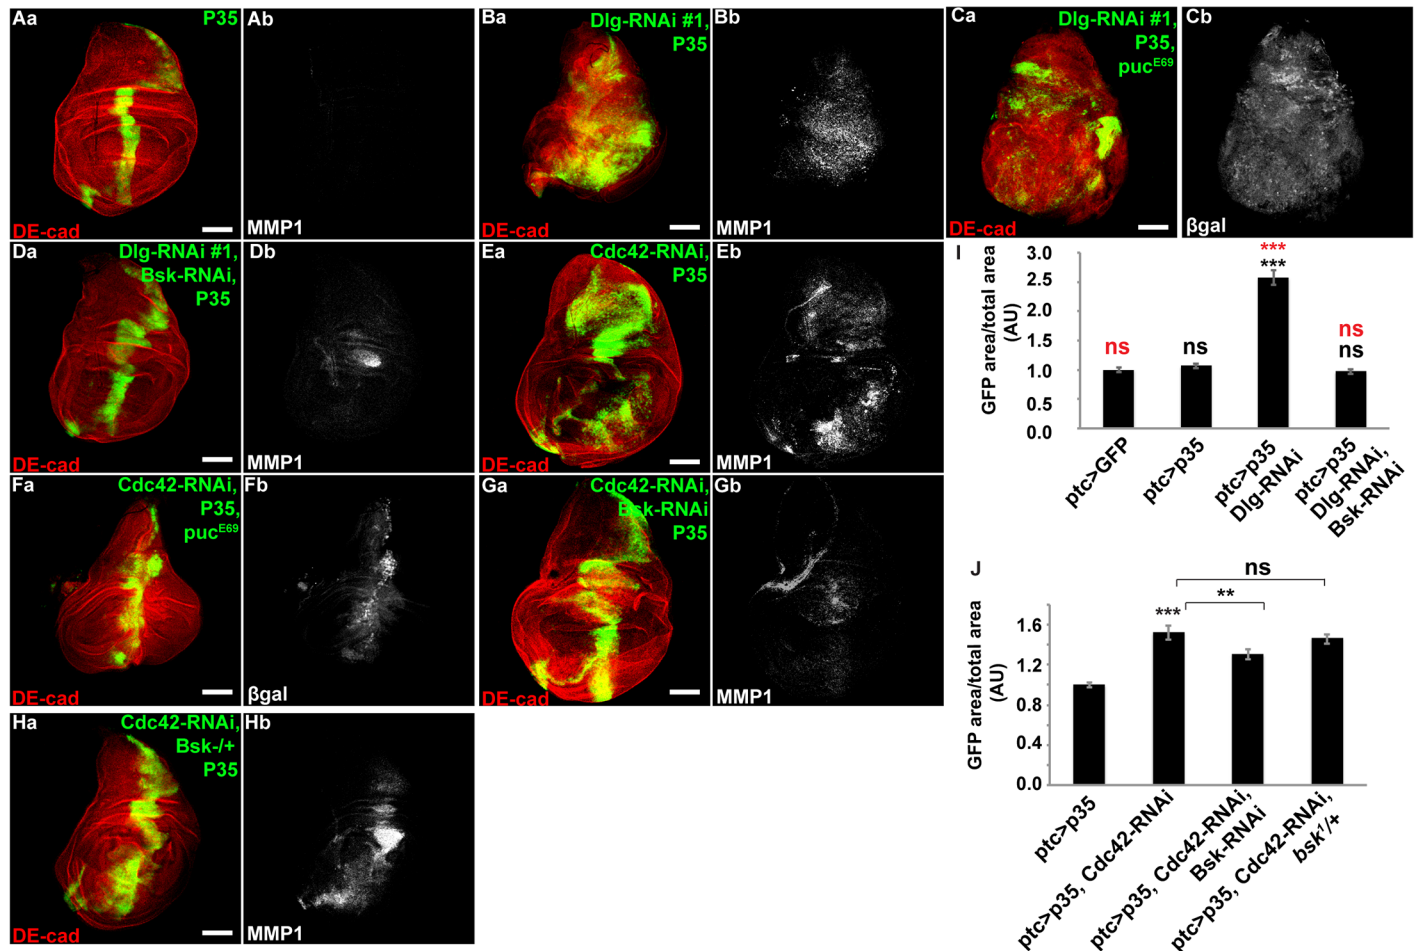 Aa
P35
DE-cad
Ab
MMP1
Ba
Dlg-RNAi #1,
P35
DE-cad
Bb
MMP1
Ca
Dlg-RNAi #1,
P35,
puc^E69
DE-cad
Cb
βgal
Da
Dlg-RNAi #1,
Bsk-RNAi,
P35
DE-cad
Db
MMP1
Ea
Cdc42-RNAi,
P35
DE-cad
Eb
MMP1
I
GFP area/total area
(AU)
3.0
2.5
2.0
1.5
1.0
0.5
0.0
ns
ns
***
***
ns
ns
ptc>GFP
ptc>p35
ptc>p35
Dlg-RNAi
ptc>p35
Dlg-RNAi,
Bsk-RNAi
Fa
Cdc42-RNAi,
P35,
puc^E69
DE-cad
Fb
βgal
Ga
Cdc42-RNAi,
Bsk-RNAi
P35
DE-cad
Gb
MMP1
Ha
Cdc42-RNAi,
Bsk-/+
P35
DE-cad
Hb
MMP1
J
GFP area/total area
(AU)
1.6
1.2
0.8
0.4
0.0
***
**
ns
ptc>p35
ptc>p35, Cdc42-RNAi
ptc>p35, Cdc42-RNAi,
Bsk-RNAi
ptc>p35, Cdc42-RNAi,
bsk¹/+